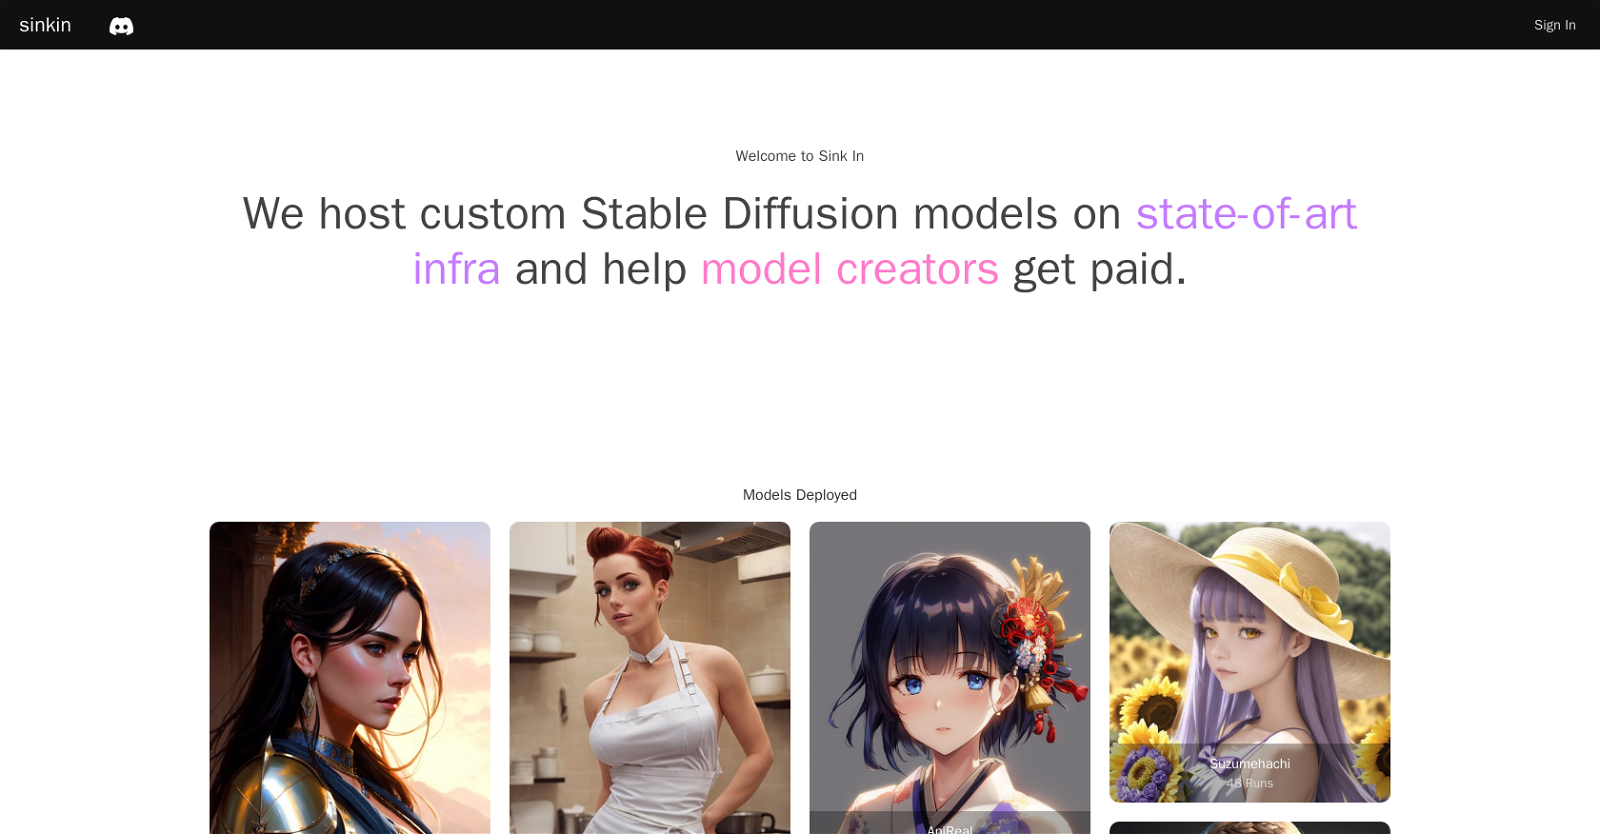 sinkin
Sign In
Welcome to Sink In
We host custom Stable Diffusion models on state-of-art
infra and help model creators get paid.
Models Deployed
Suzumehachi
48 Runs
AniReal